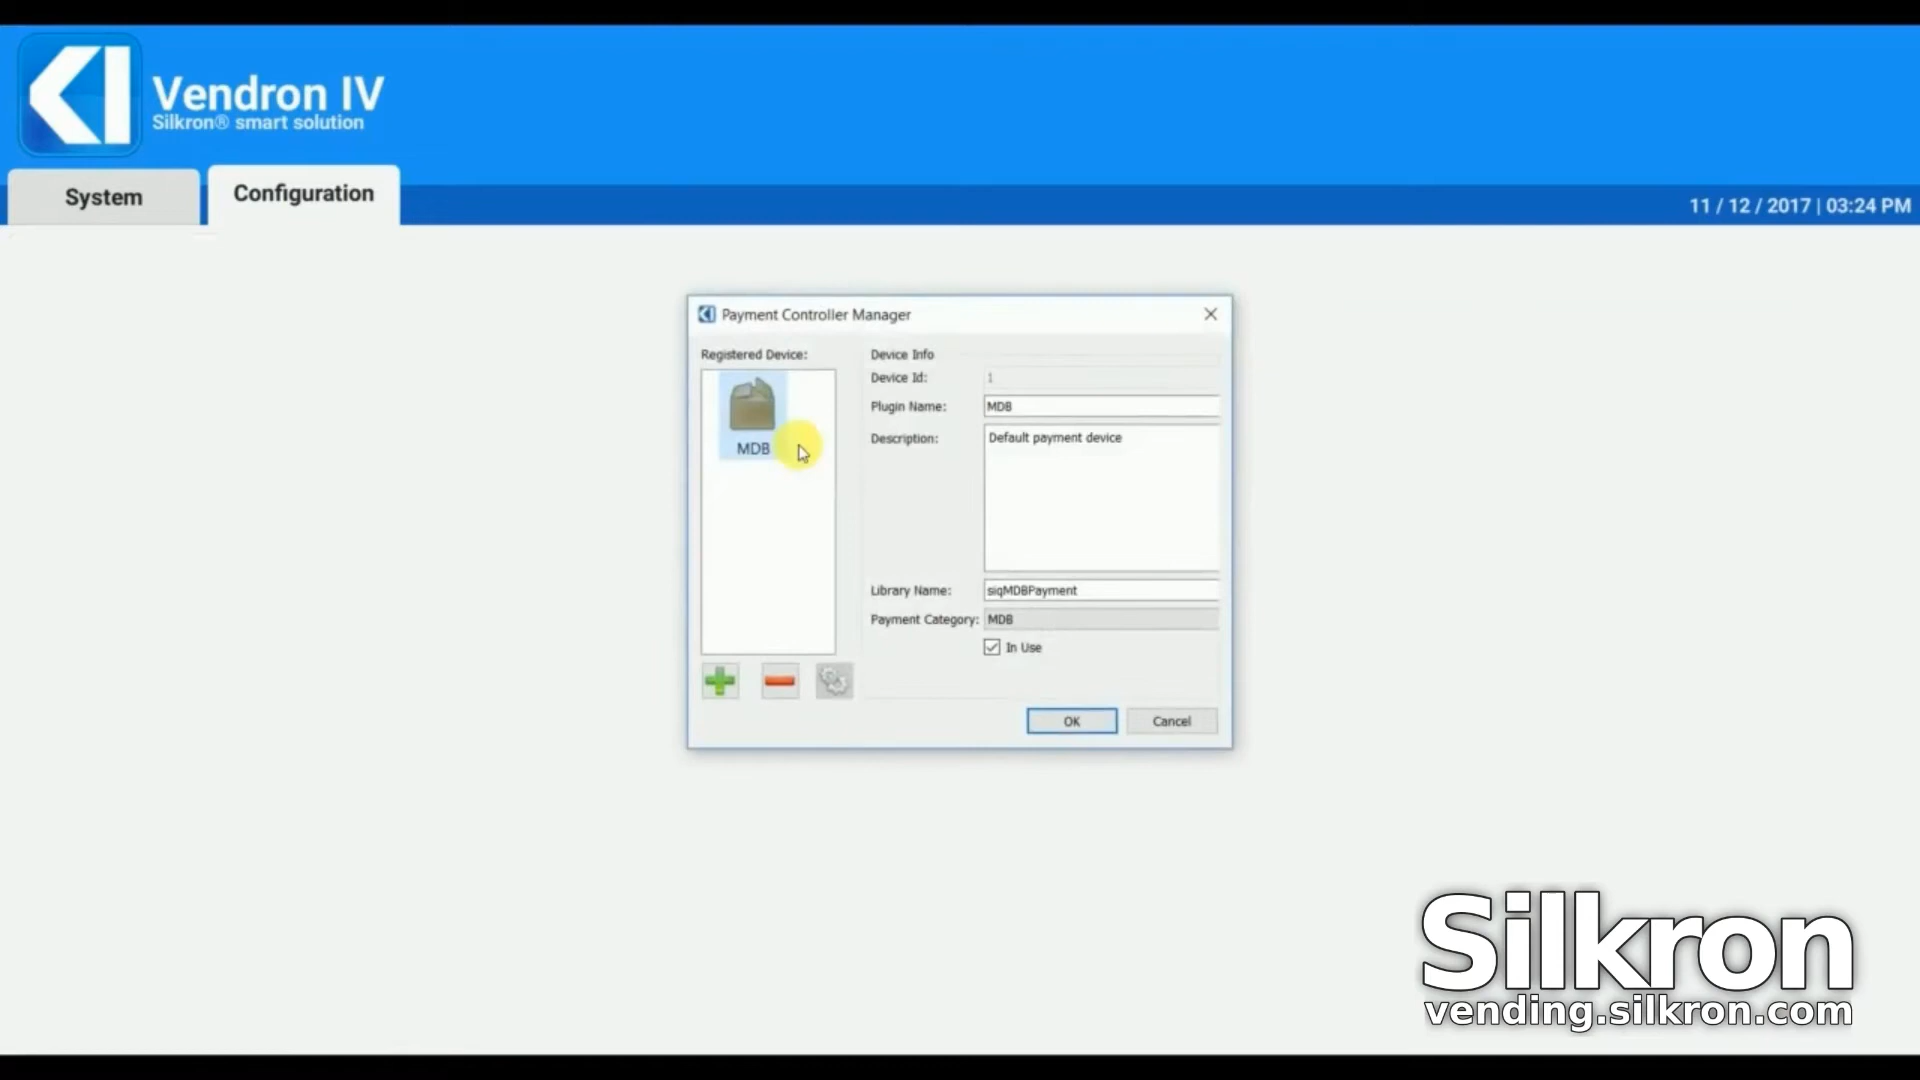 Vendron IV
Silkron® smart solution
System
Configuration
11 / 12 / 2017 | 03:24 PM
Payment Controller Manager
Registered Device:
MDB
Device Info
Device Id: 1
Plugin Name: MDB
Description: Default payment device
Library Name: siqMDBPayment
Payment Category: MDB
In Use
OK
Cancel
Silkron
vending.silkron.com